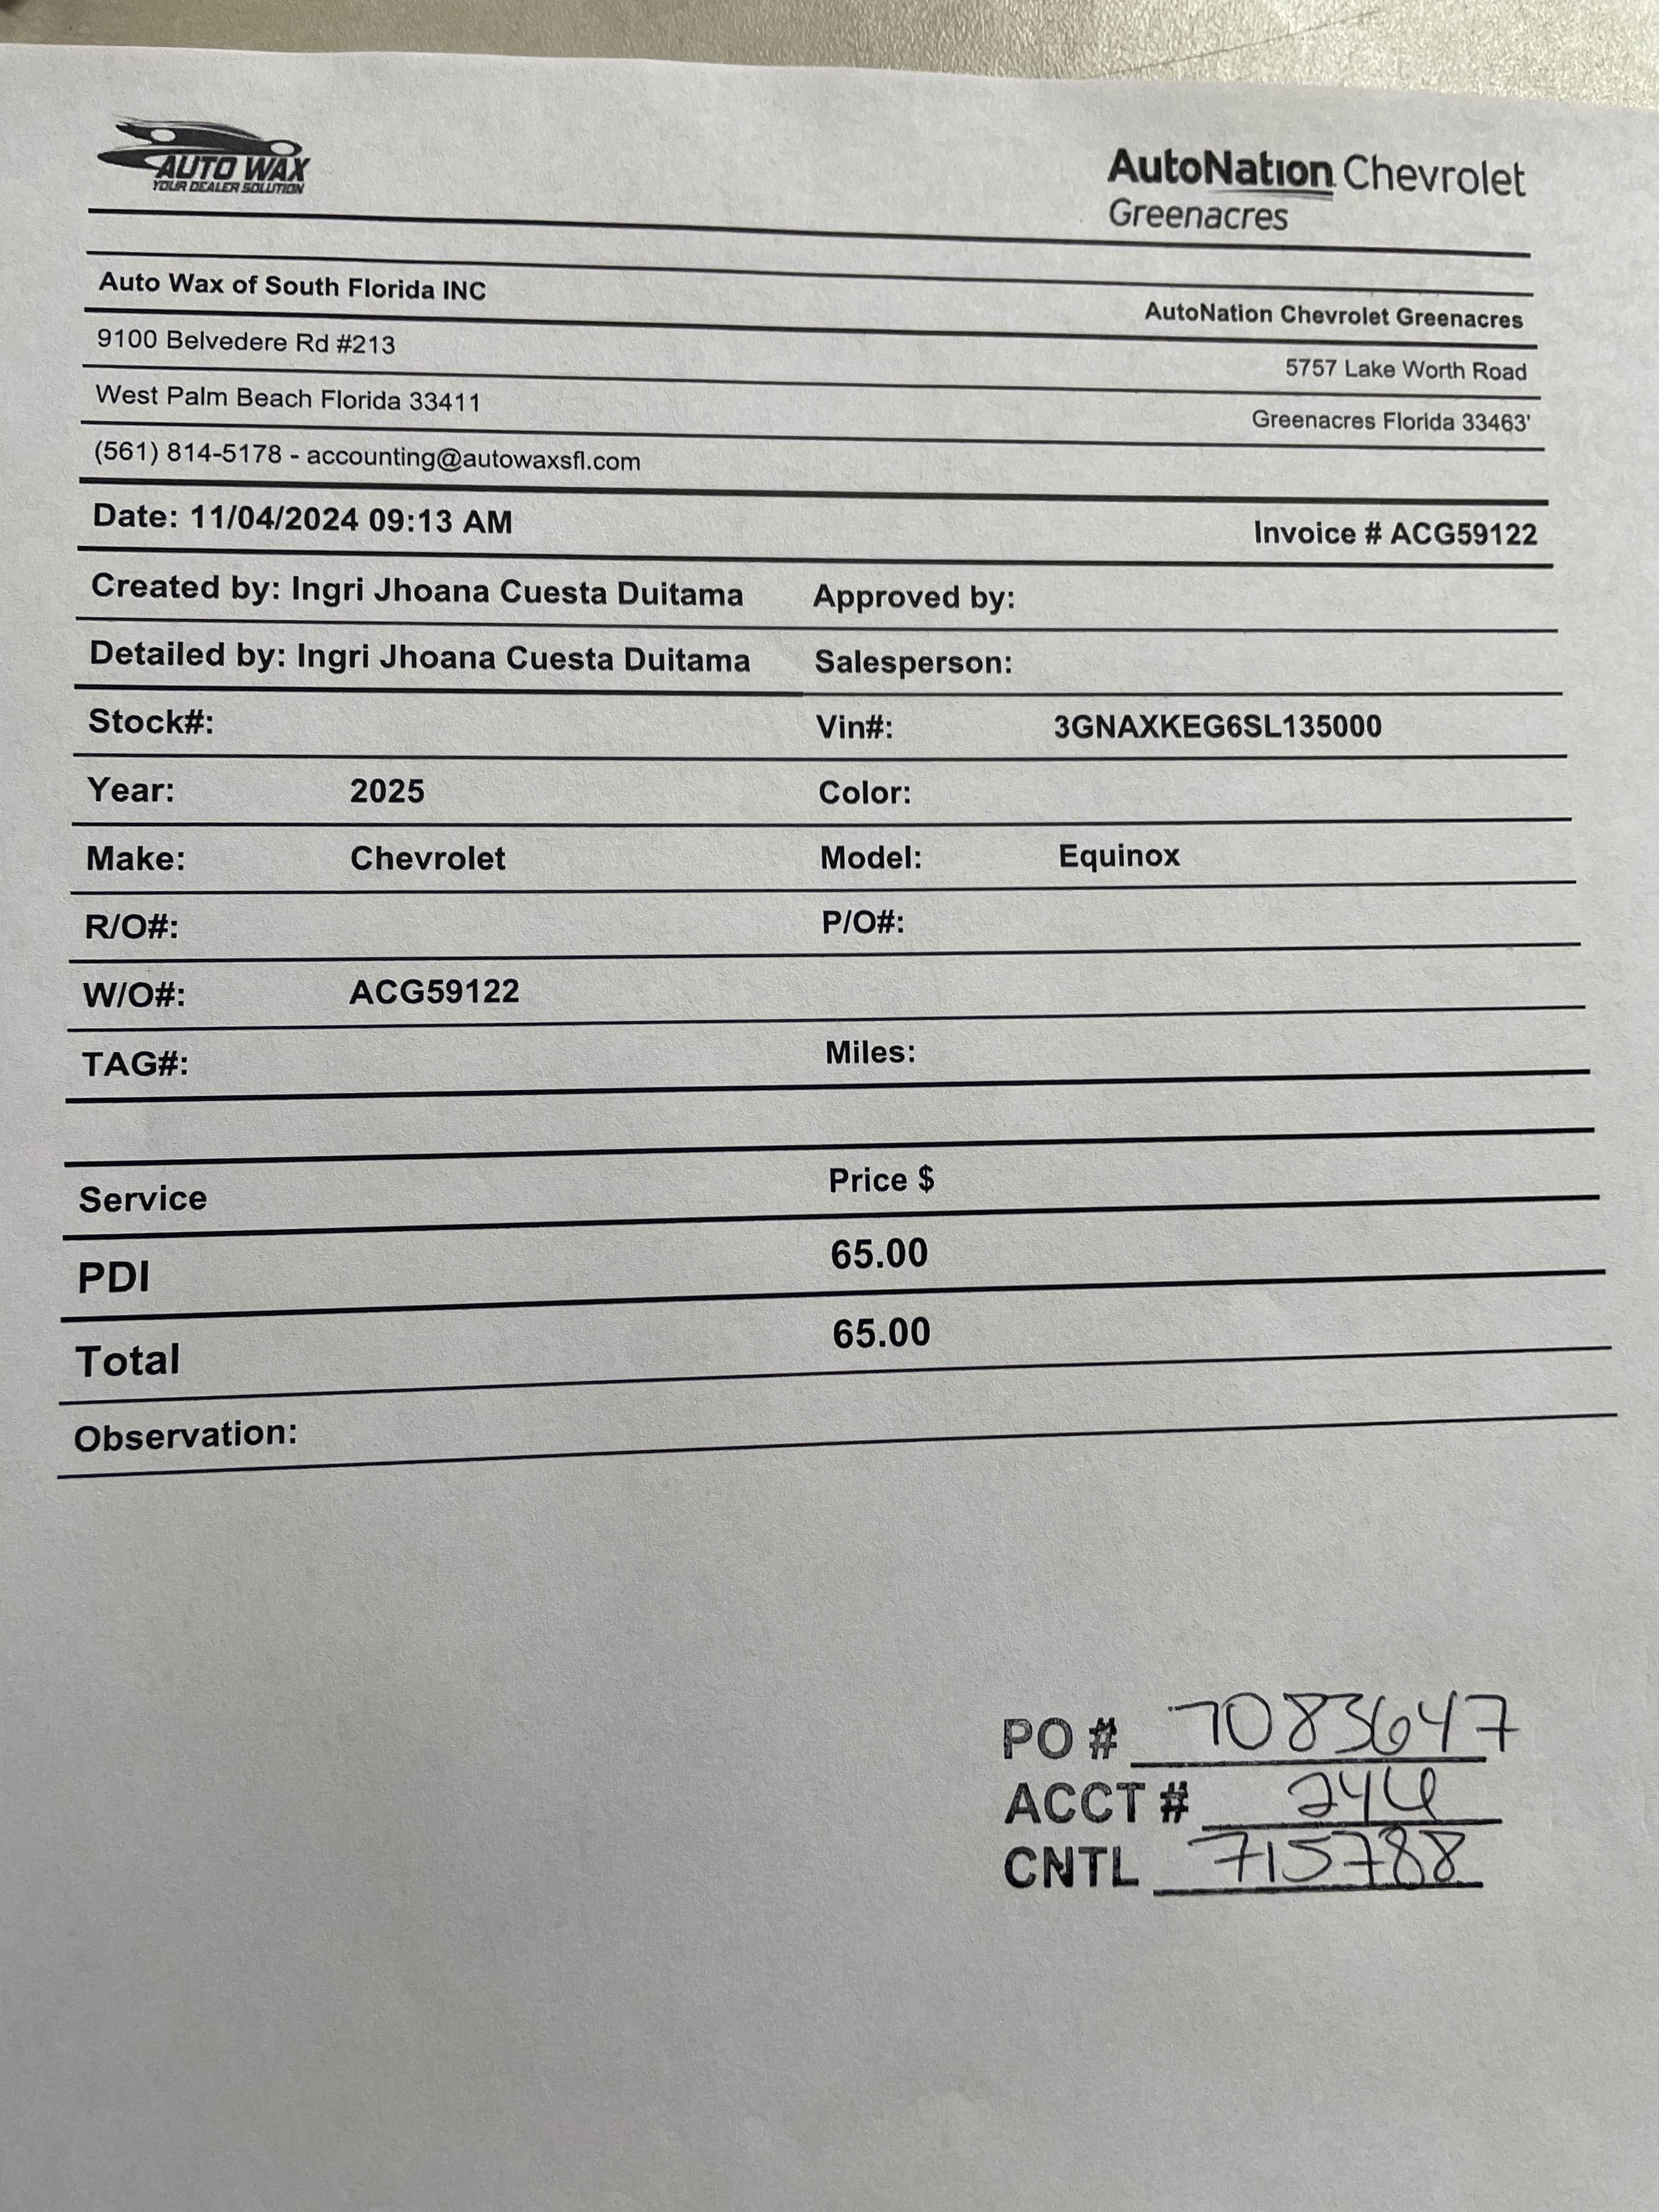 AUTO WAX
YOUR DEALER SOLUTION
AutoNation Chevrolet
Greenacres
Auto Wax of South Florida INC
AutoNation Chevrolet Greenacres
9100 Belvedere Rd #213
5757 Lake Worth Road
West Palm Beach Florida 33411
Greenacres Florida 33463'
(561) 814-5178 - accounting@autowaxsfl.com
Date: 11/04/2024 09:13 AM
Invoice # ACG59122
Created by: Ingri Jhoana Cuesta Duitama Approved by:
Detailed by: Ingri Jhoana Cuesta Duitama Salesperson:
Stock#: Vin#: 3GNAXKEG6SL135000
Year: 2025 Color:
Make: Chevrolet Model: Equinox
R/O#: P/O#:
W/O#: ACG59122
TAG#: Miles:
Service Price $
PDI 65.00
Total 65.00
Observation:
PO # 7083647
ACCT # 246
CNTL 715788